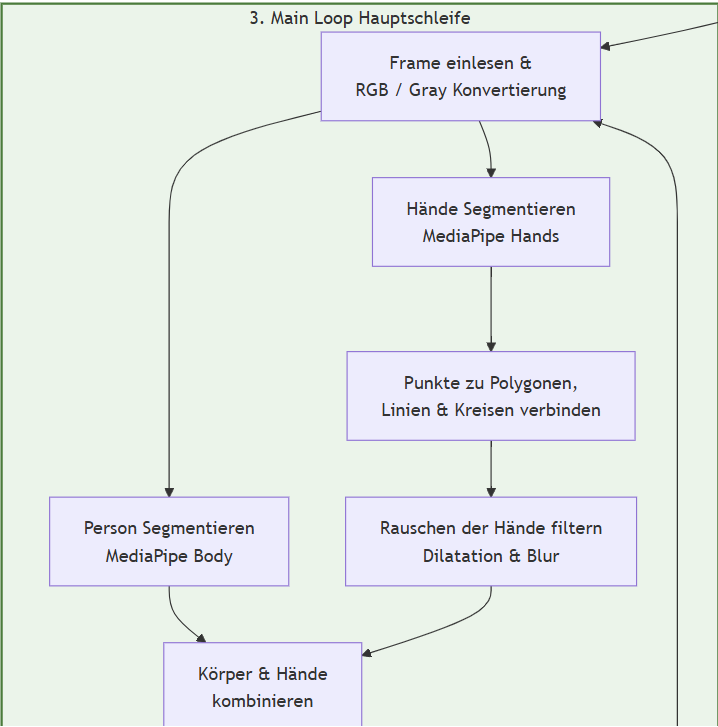 3. Main Loop Hauptschleife
Frame einlesen &
RGB / Gray Konvertierung
Hände Segmentieren
MediaPipe Hands
Punkte zu Polygonen,
Linien & Kreisen verbinden
Person Segmentieren
MediaPipe Body
Rauschen der Hände filtern
Dilatation & Blur
Körper & Hände
kombinieren